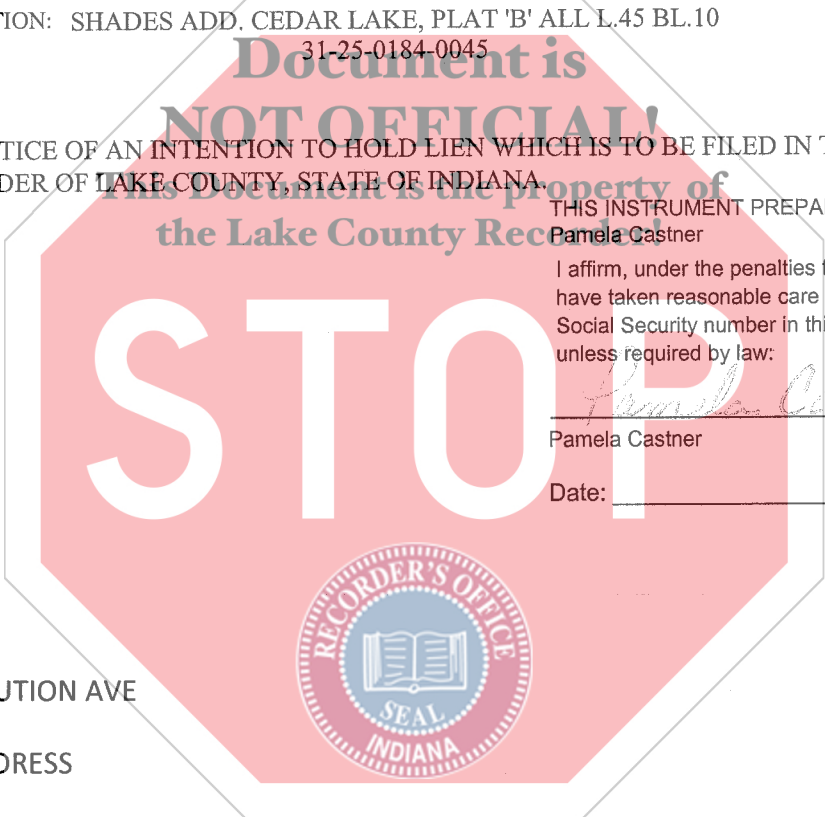 TION: SHADES ADD. CEDAR LAKE, PLAT 'B' ALL L.45 BL.10
31-25-0184-0045
Document is
NOT OFFICIAL!
TICE OF AN INTENTION TO HOLD LIEN WHICH IS TO BE FILED IN T
DER OF LAKE COUNTY, STATE OF INDIANA.
This Document is the property of
the Lake County Recorder!
THIS INSTRUMENT PREPA
Pamela Castner
I affirm, under the penalties f
have taken reasonable care
Social Security number in thi
unless required by law:
Pamela Ca
Pamela Castner
Date:
STOP
RECORDER'S OFFICE
SEAL
INDIANA
UTION AVE
DRESS